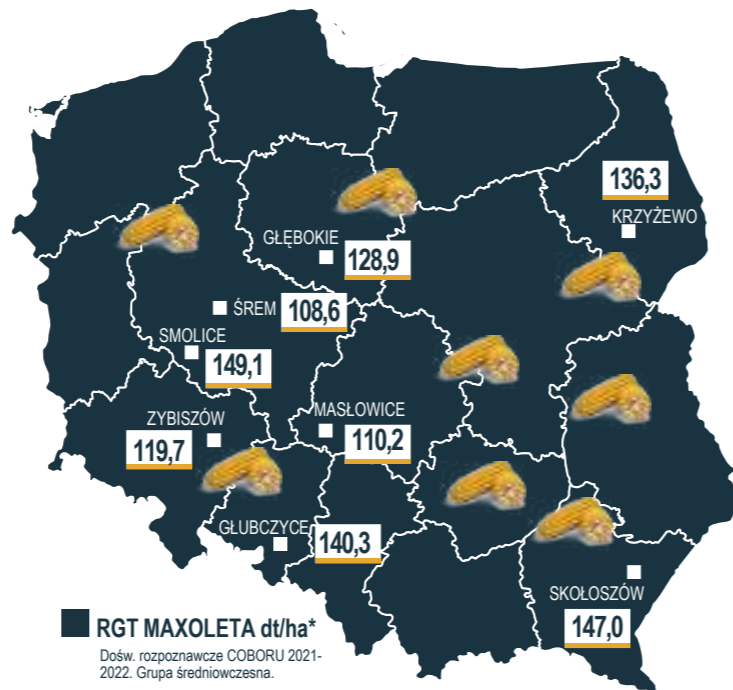 136,3
KRZYŻEWO
GŁĘBOKIE
128,9
ŚREM 108,6
SMOLICE
149,1
ZYBISZÓW
119,7
MASŁOWICE
110,2
GŁUBCZYCE
140,3
SKOŁOSZÓW
147,0
RGT MAXOLETA dt/ha*
Dośw. rozpoznawcze COBORU 2021-
2022. Grupa średniowczesna.